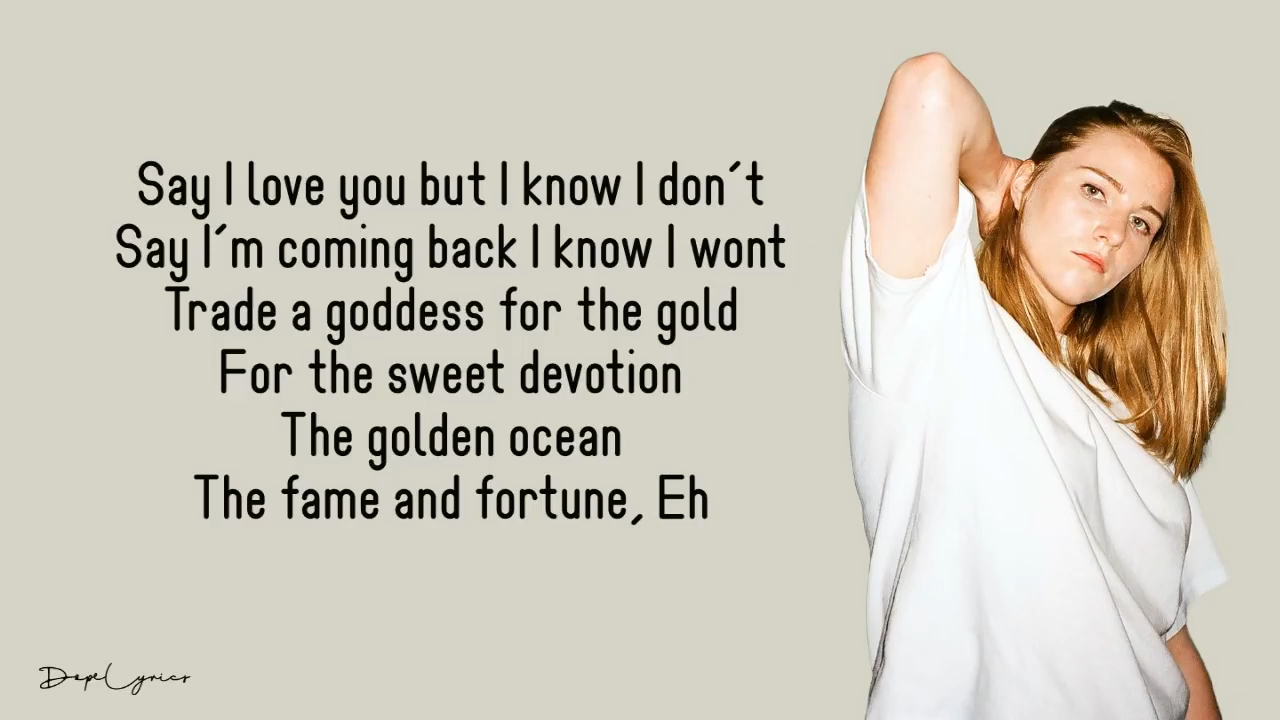 Say I love you but I know I don´t
Say I´m coming back I know I wont
Trade a goddess for the gold
For the sweet devotion
The golden ocean
The fame and fortune, Eh
DopeLyrics